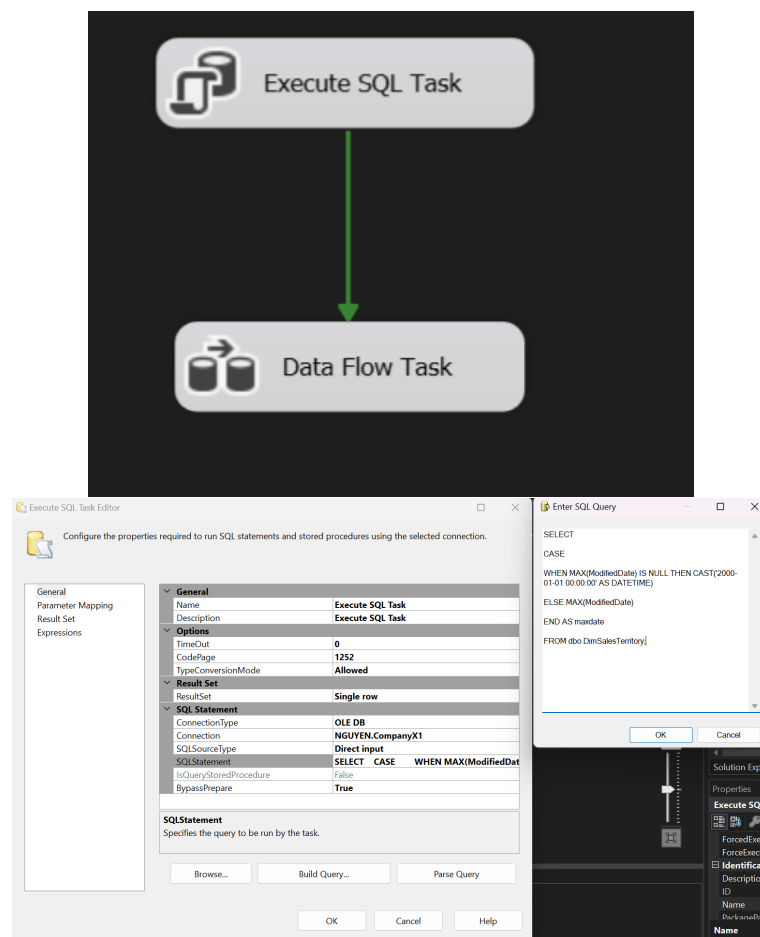 Execute SQL Task
Data Flow Task
Execute SQL Task Editor
Configure the properties required to run SQL statements and stored procedures using the selected connection.
General
Parameter Mapping
Result Set
Expressions
General
Name Execute SQL Task
Description Execute SQL Task
Options
TimeOut 0
CodePage 1252
TypeConversionMode Allowed
Result Set
ResultSet Single row
SQL Statement
ConnectionType OLE DB
Connection NGUYEN.CompanyX1
SQLSourceType Direct input
SQLStatement SELECT CASE WHEN MAX(ModifiedDat
IsQueryStoredProcedure False
BypassPrepare True
SQLStatement
Specifies the query to be run by the task.
Browse... Build Query... Parse Query
OK Cancel Help
Enter SQL Query
SELECT
CASE
WHEN MAX(ModifiedDate) IS NULL THEN CAST('2000-
01-01 00:00:00' AS DATETIME)
ELSE MAX(ModifiedDate)
END AS maxdate
FROM dbo.DimSalesTerritory;
OK Cancel
Solution Exp
Properties
Execute SQ
ForcedExe
ForceExec
Identifica
Descriptio
ID
Name
PackagePa
Name